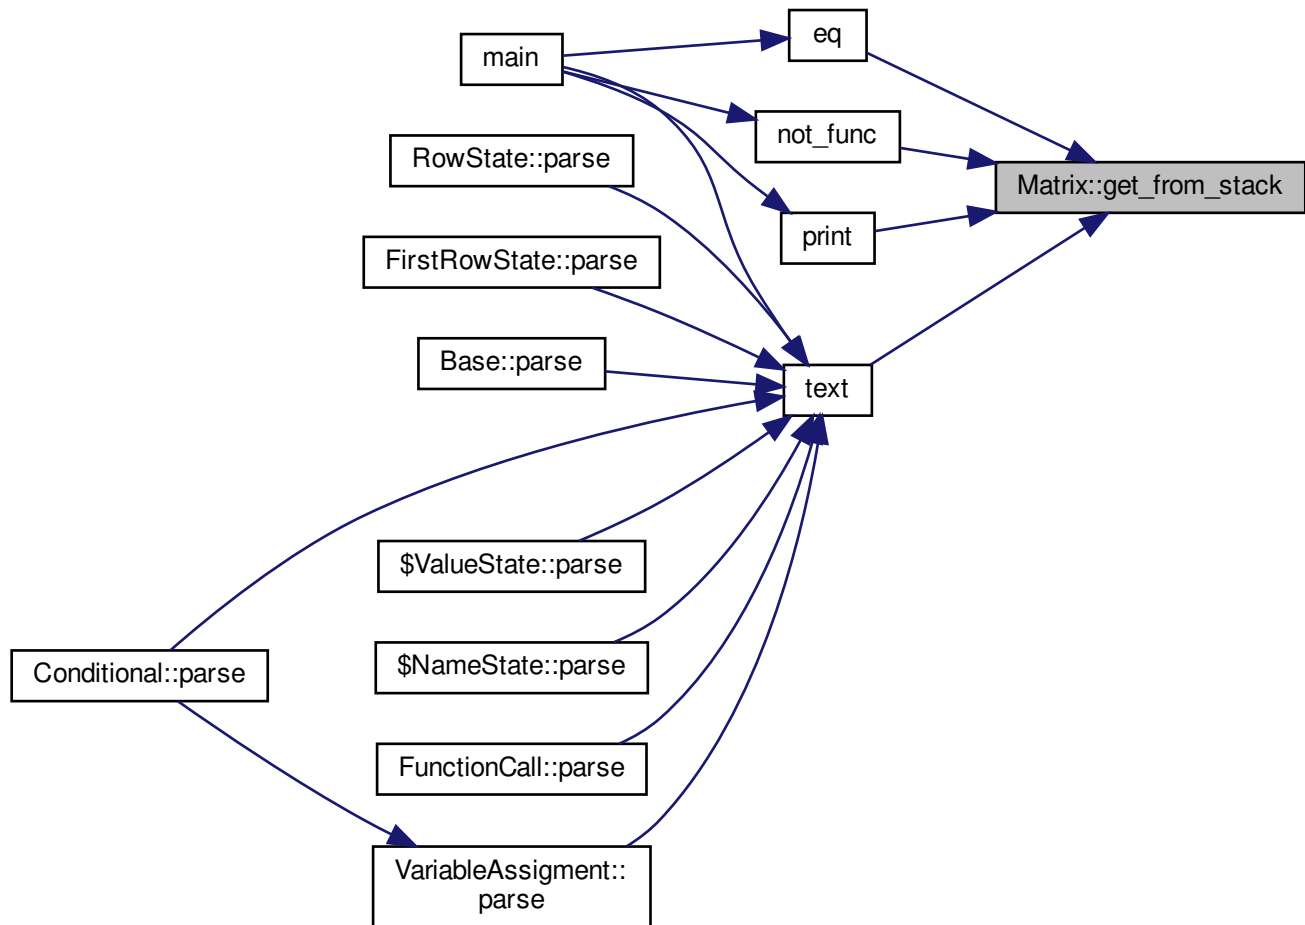 eq
main
not_func
RowState::parse
Matrix::get_from_stack
print
FirstRowState::parse
Base::parse
text
$ValueState::parse
$NameState::parse
Conditional::parse
FunctionCall::parse
VariableAssigment::
parse